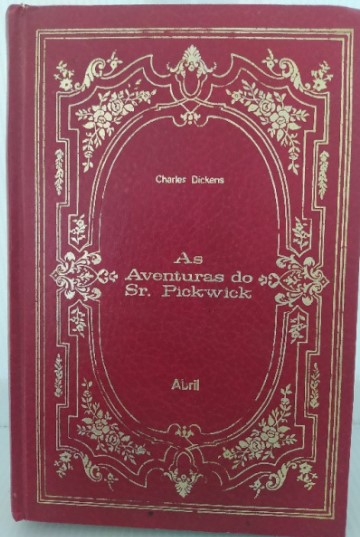 Charles Dickens
As
Aventuras do
Sr. Pickwick
Abril